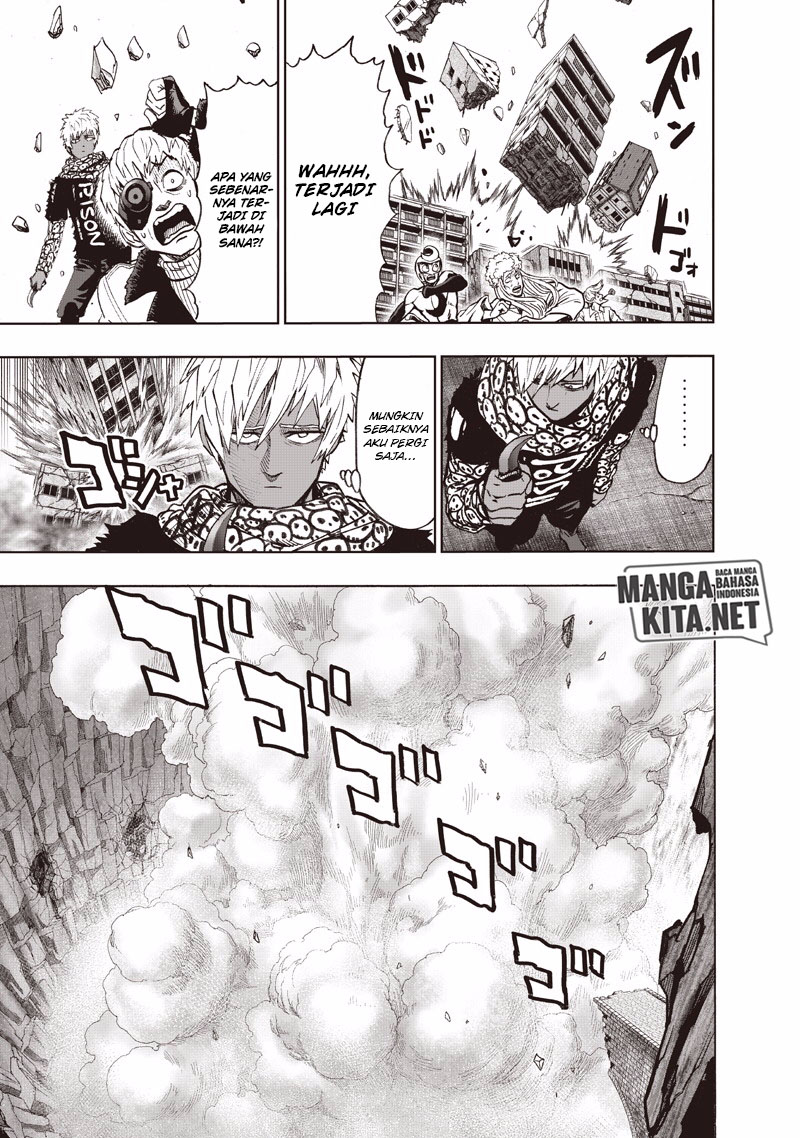 ズン
ドドドド
ドゴォ
WAHHH,
TERJADI
LAGI
APA YANG
SEBENAR-
NYA TER-
JADI DI
BAWAH
SANA?!
PRISON
.........
MUNGKIN
SEBAIKNYA
AKU PERGI
SAJA...
ゴシャ
MANGA
KITA.NET
BACA MANGA
BAHASA
INDONESIA
ゴゴゴゴゴ